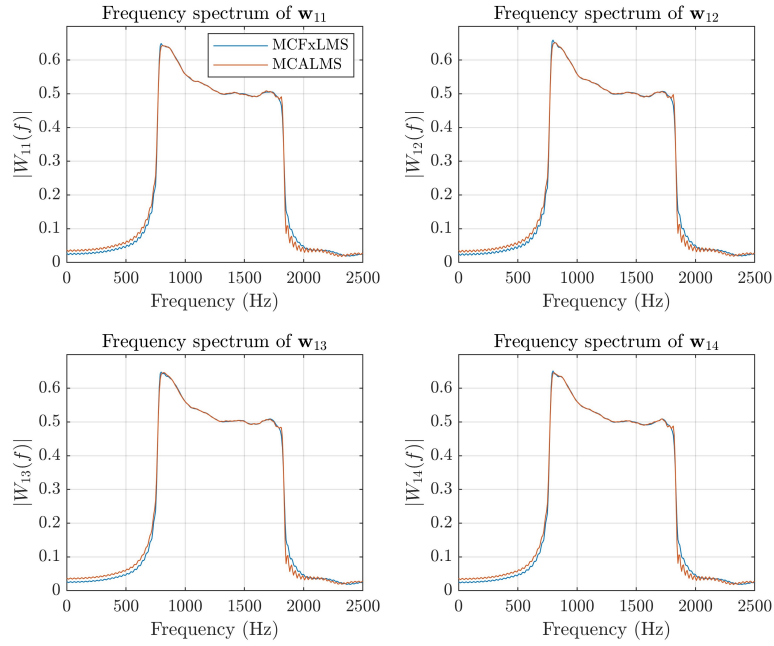 Frequency spectrum of w₁₁
0.6
0.5
0.4
0.3
0.2
0.1
0
|W₁₁(f)|
MCFxLMS
MCALMS
0 500 1000 1500 2000 2500
Frequency (Hz)
Frequency spectrum of w₁₂
0.6
0.5
0.4
0.3
0.2
0.1
0
|W₁₂(f)|
0 500 1000 1500 2000 2500
Frequency (Hz)
Frequency spectrum of w₁₃
0.6
0.5
0.4
0.3
0.2
0.1
0
|W₁₃(f)|
0 500 1000 1500 2000 2500
Frequency (Hz)
Frequency spectrum of w₁₄
0.6
0.5
0.4
0.3
0.2
0.1
0
|W₁₄(f)|
0 500 1000 1500 2000 2500
Frequency (Hz)